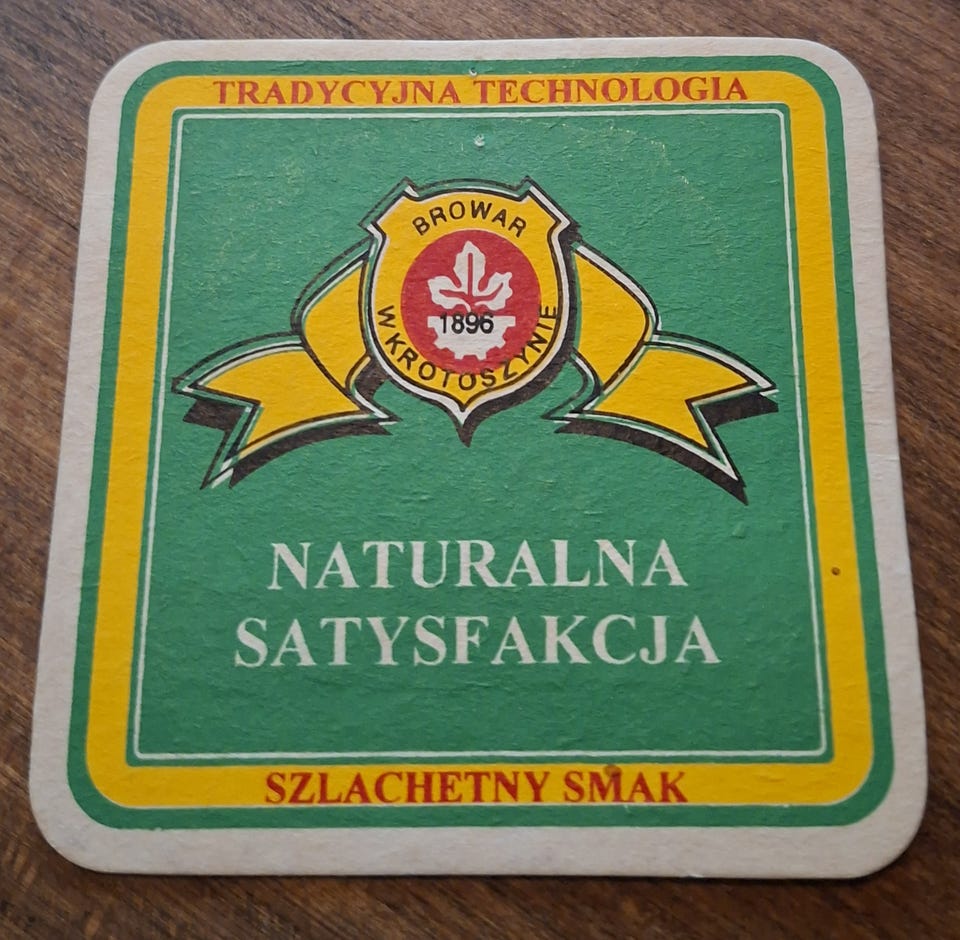 TRADYCYJNA TECHNOLOGIA
BROWAR
1896
W KROTOSZYNIE
NATURALNA
SATYSFAKCJA
SZLACHETNY SMAK